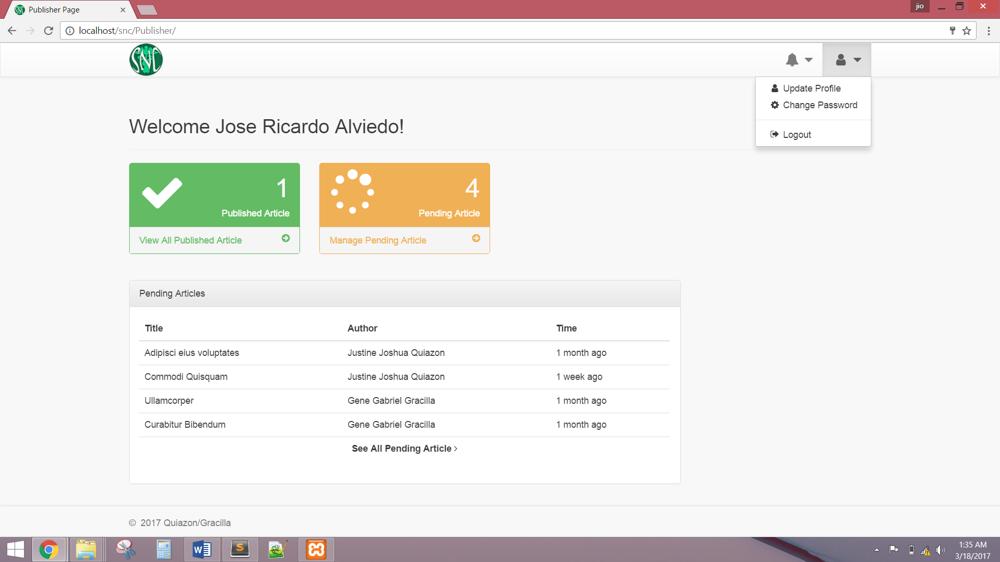 Publisher Page
jio
localhost/snc/Publisher/
SNC
Update Profile
Change Password
Logout
Welcome Jose Ricardo Alviedo!
1
Published Article
View All Published Article
4
Pending Article
Manage Pending Article
Pending Articles
Title Author Time
Adipisci eius voluptates Justine Joshua Quiazon 1 month ago
Commodi Quisquam Justine Joshua Quiazon 1 week ago
Ullamcorper Gene Gabriel Gracilla 1 month ago
Curabitur Bibendum Gene Gabriel Gracilla 1 month ago
See All Pending Article ›
© 2017 Quiazon/Gracilla
1:35 AM
3/18/2017